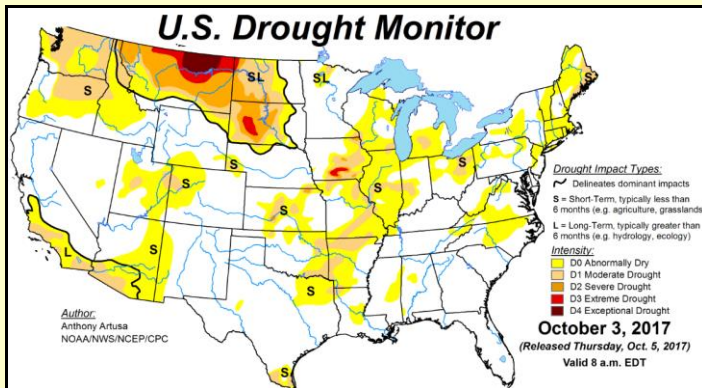 U.S. Drought Monitor
S
SL
SL
S
S
S
S
S
S
S
L
S
S
S
Drought Impact Types:
Delineates dominant impacts
S = Short-Term, typically less than
6 months (e.g. agriculture, grasslands
L = Long-Term, typically greater than
6 months (e.g. hydrology, ecology)
Intensity:
D0 Abnormally Dry
D1 Moderate Drought
D2 Severe Drought
D3 Extreme Drought
D4 Exceptional Drought
Author:
Anthony Artusa
NOAA/NWS/NCEP/CPC
October 3, 2017
(Released Thursday, Oct. 5, 2017)
Valid 8 a.m. EDT